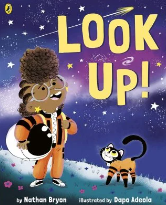 LOOK
UP!
by Nathan Bryan illustrated by Dapo Adeola